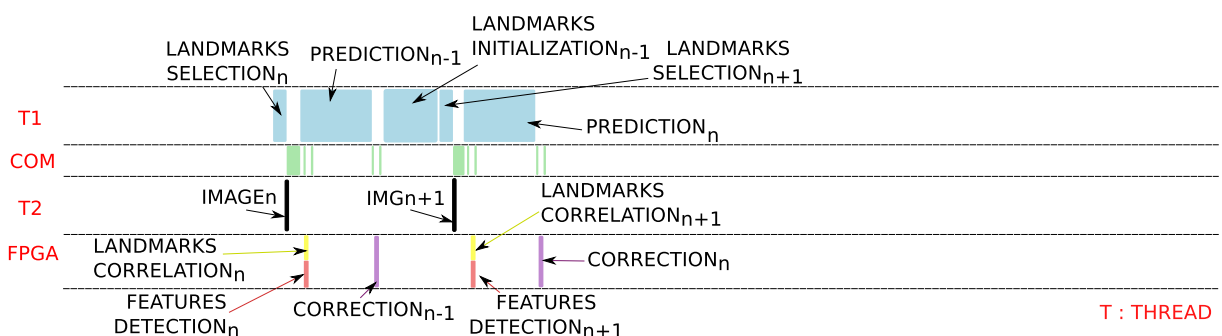 LANDMARKS
INITIALIZATIONn-1
LANDMARKS
SELECTIONn
PREDICTIONn-1
LANDMARKS
SELECTIONn+1
T1
PREDICTIONn
COM
T2
IMAGEn
IMGn+1
LANDMARKS
CORRELATIONn+1
FPGA
LANDMARKS
CORRELATIONn
CORRECTIONn
FEATURES
DETECTIONn
CORRECTIONn-1
FEATURES
DETECTIONn+1
T : THREAD